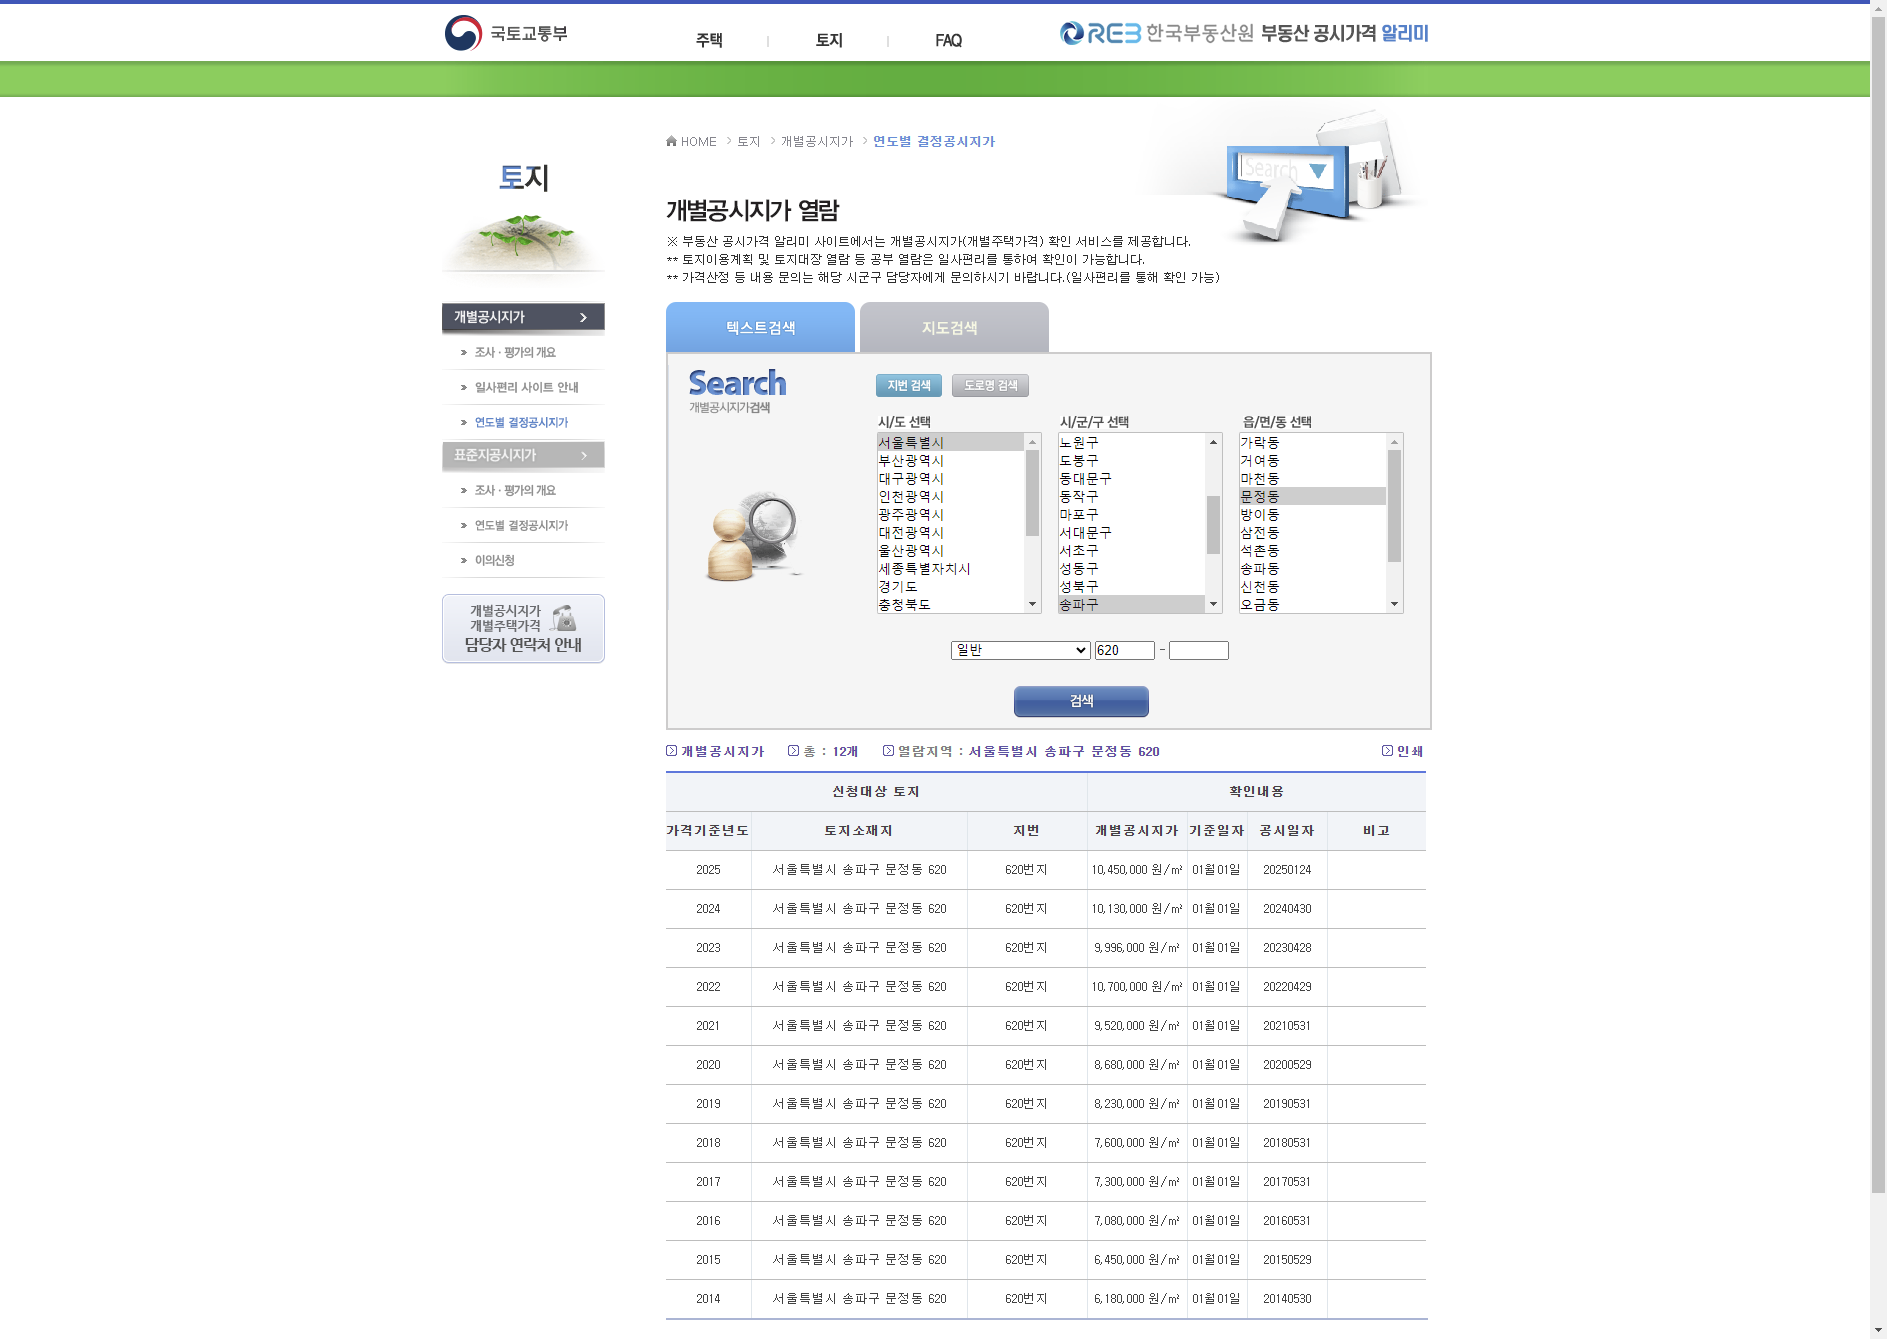 국토교통부
주택
토지
FAQ
REB 한국부동산원 부동산 공시가격 알리미
HOME > 토지 > 개별공시지가 > 연도별 결정공시지가
토지
개별공시지가 열람
Search
※ 부동산 공시가격 알리미 사이트에서는 개별공시지가(개별주택가격) 확인 서비스를 제공합니다.
** 토지이용계획 및 토지대장 열람 등 공부 열람은 일사편리를 통하여 확인이 가능합니다.
** 가격산정 등 내용 문의는 해당 시군구 담당자에게 문의하시기 바랍니다.(일사편리를 통해 확인 가능)
개별공시지가
» 조사 · 평가의 개요
» 일사편리 사이트 안내
» 연도별 결정공시지가
표준지공시지가
» 조사 · 평가의 개요
» 연도별 결정공시지가
» 이의신청
개별공시지가
개별주택가격
담당자 연락처 안내
텍스트검색
지도검색
Search
개별공시지가검색
지번 검색
도로명 검색
시/도 선택
서울특별시
부산광역시
대구광역시
인천광역시
광주광역시
대전광역시
울산광역시
세종특별자치시
경기도
충청북도
시/군/구 선택
노원구
도봉구
동대문구
동작구
마포구
서대문구
서초구
성동구
성북구
송파구
읍/면/동 선택
가락동
거여동
마천동
문정동
방이동
삼전동
석촌동
송파동
신천동
오금동
일반 620 -
검색
개별공시지가 총 : 12개 열람지역 : 서울특별시 송파구 문정동 620 인쇄
신청대상 토지 확인내용
가격기준년도 토지소재지 지번 개별공시지가 기준일자 공시일자 비고
2025 서울특별시 송파구 문정동 620 620번지 10,450,000 원/㎡ 01월01일 20250124
2024 서울특별시 송파구 문정동 620 620번지 10,130,000 원/㎡ 01월01일 20240430
2023 서울특별시 송파구 문정동 620 620번지 9,996,000 원/㎡ 01월01일 20230428
2022 서울특별시 송파구 문정동 620 620번지 10,700,000 원/㎡ 01월01일 20220429
2021 서울특별시 송파구 문정동 620 620번지 9,520,000 원/㎡ 01월01일 20210531
2020 서울특별시 송파구 문정동 620 620번지 8,680,000 원/㎡ 01월01일 20200529
2019 서울특별시 송파구 문정동 620 620번지 8,230,000 원/㎡ 01월01일 20190531
2018 서울특별시 송파구 문정동 620 620번지 7,600,000 원/㎡ 01월01일 20180531
2017 서울특별시 송파구 문정동 620 620번지 7,300,000 원/㎡ 01월01일 20170531
2016 서울특별시 송파구 문정동 620 620번지 7,080,000 원/㎡ 01월01일 20160531
2015 서울특별시 송파구 문정동 620 620번지 6,450,000 원/㎡ 01월01일 20150529
2014 서울특별시 송파구 문정동 620 620번지 6,180,000 원/㎡ 01월01일 20140530